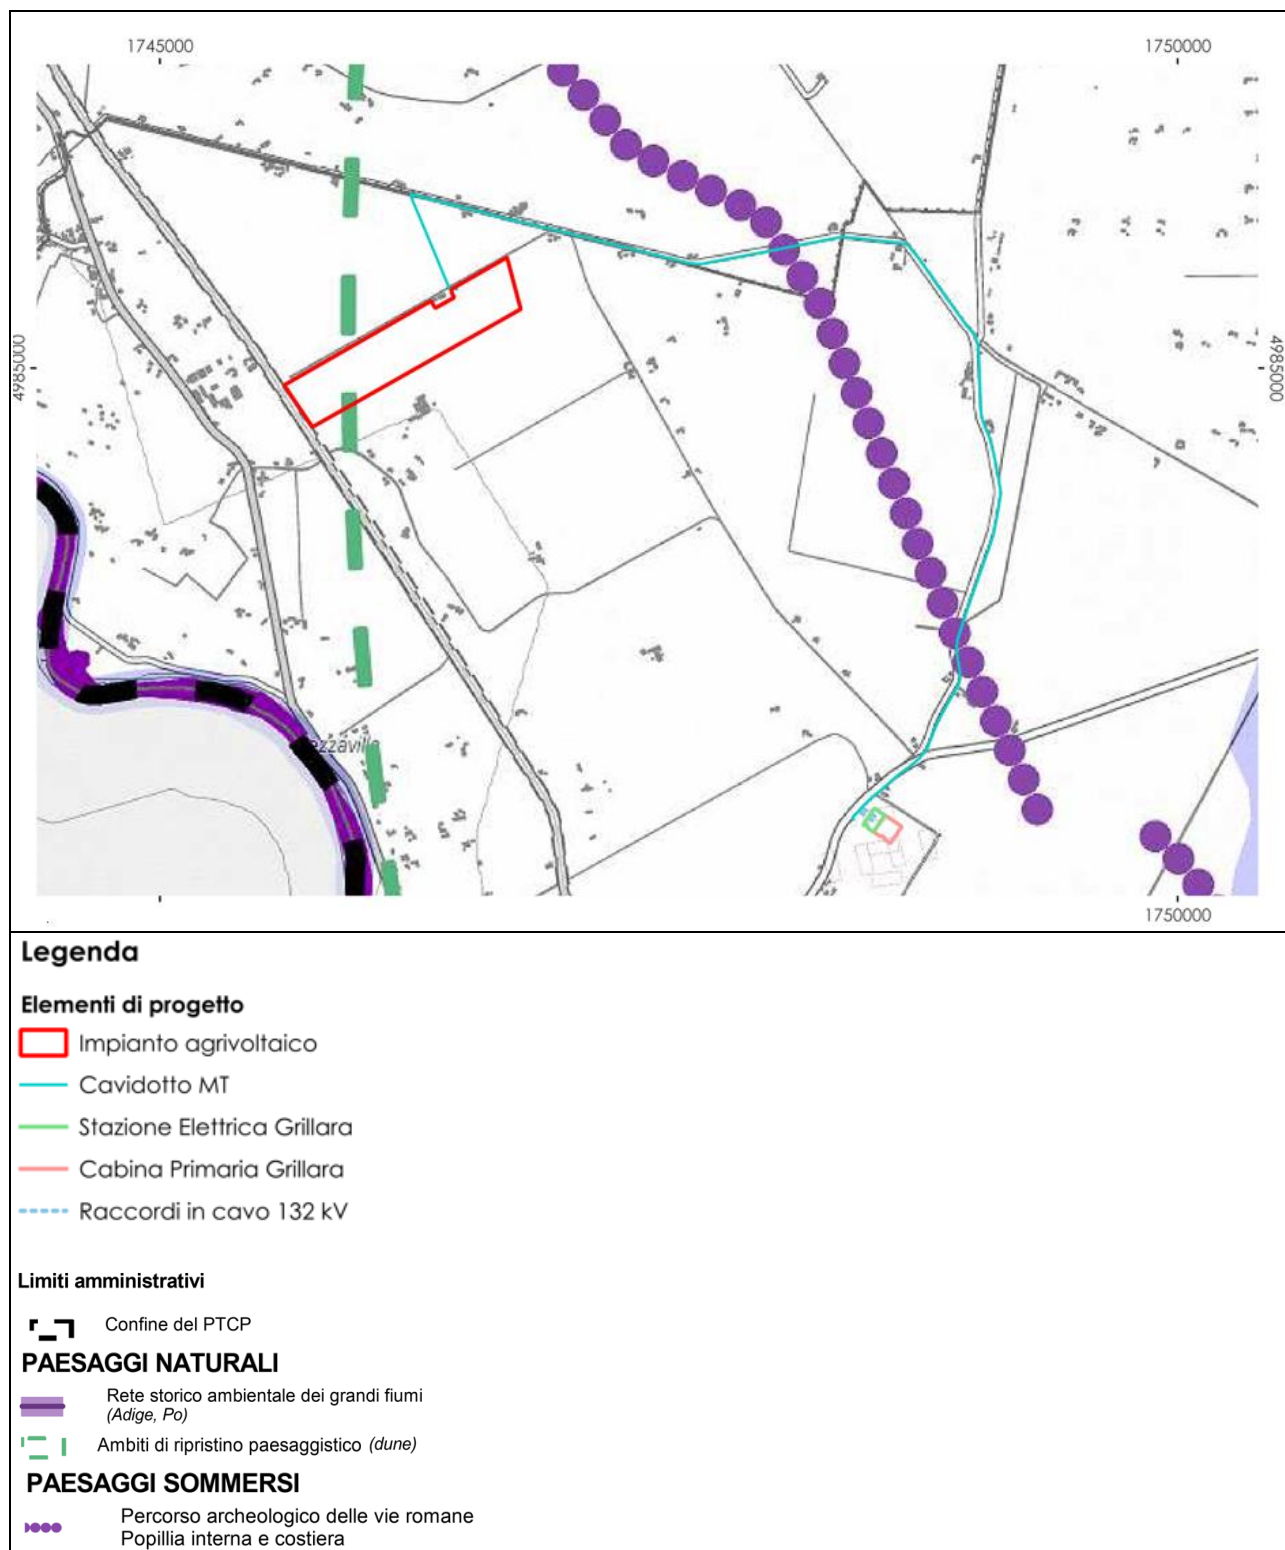 1745000 1750000
4985000 4985000
1750000
Legenda
Elementi di progetto
Impianto agrivoltaico
Cavidotto MT
Stazione Elettrica Grillara
Cabina Primaria Grillara
Raccordi in cavo 132 kV
Limiti amministrativi
Confine del PTCP
PAESAGGI NATURALI
Rete storico ambientale dei grandi fiumi
(Adige, Po)
Ambiti di ripristino paesaggistico (dune)
PAESAGGI SOMMERSI
Percorso archeologico delle vie romane
Popillia interna e costiera